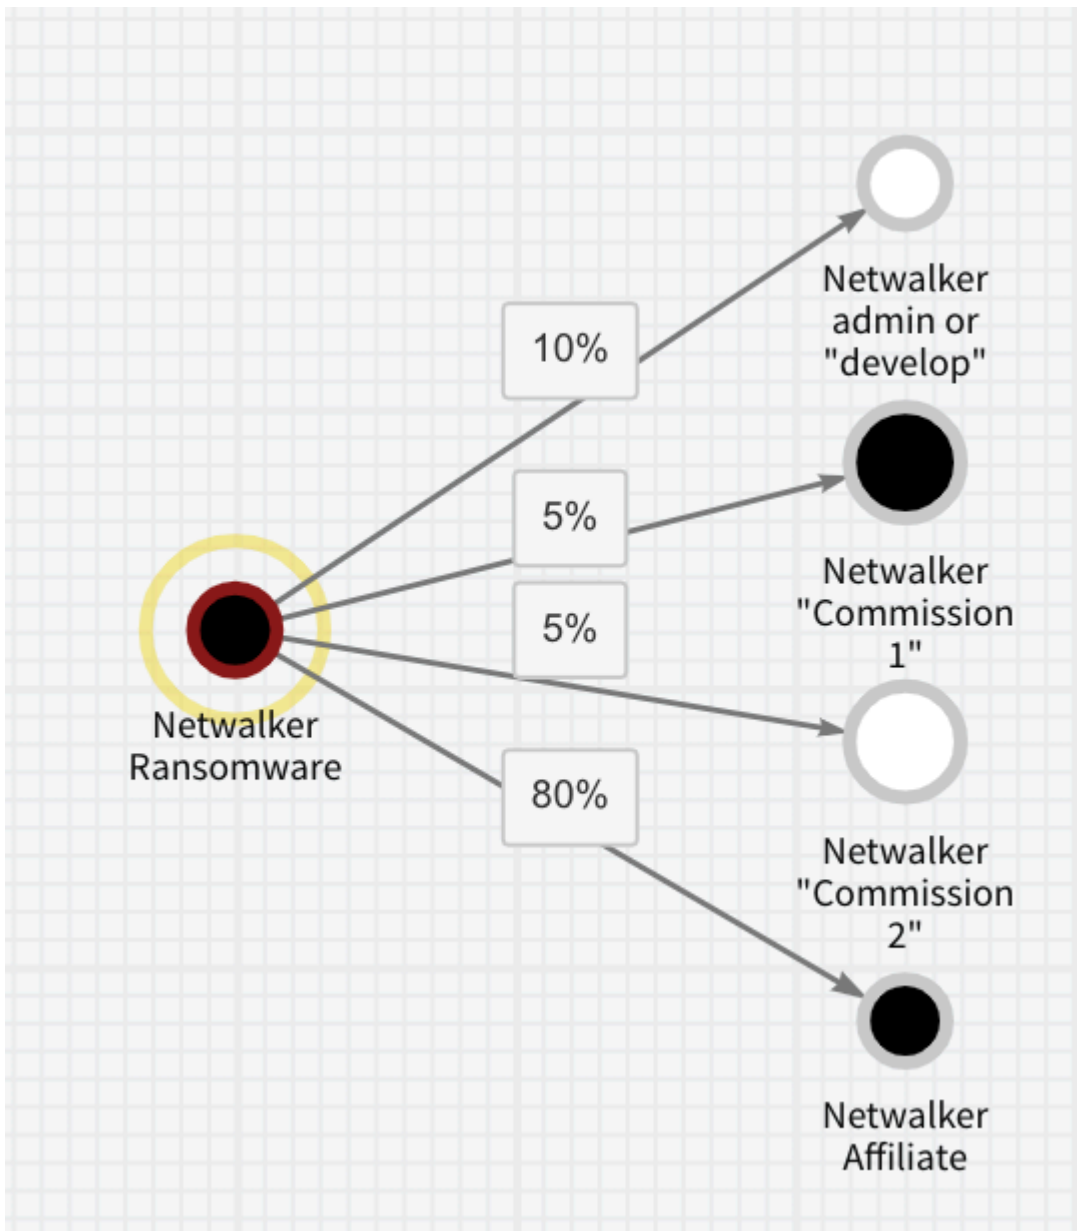 Netwalker
admin or
"develop"
10%
5%
Netwalker
"Commission
1"
5%
Netwalker
Ransomware
80%
Netwalker
"Commission
2"
Netwalker
Affiliate